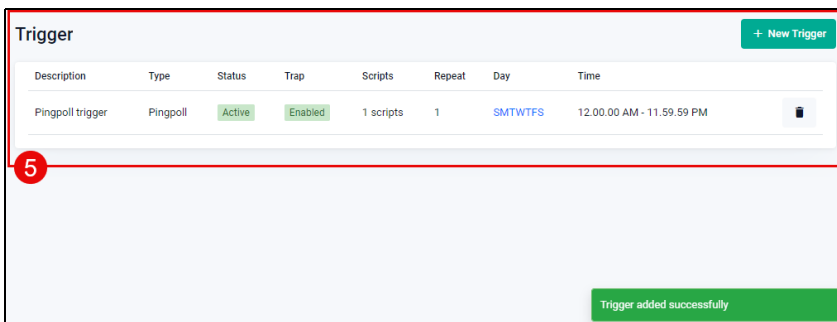 Trigger
+ New Trigger
Description Type Status Trap Scripts Repeat Day Time
Pingpoll trigger Pingpoll Active Enabled 1 scripts 1 SMTWTFS 12.00.00 AM - 11.59.59 PM
5
Trigger added successfully